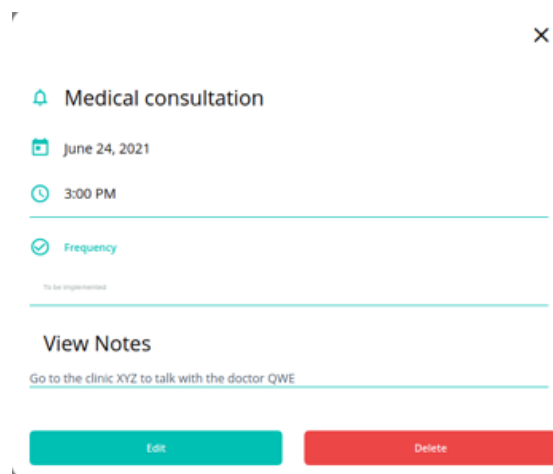 Medical consultation
June 24, 2021
3:00 PM
Frequency
To be implemented
View Notes
Go to the clinic XYZ to talk with the doctor QWE
Edit Delete